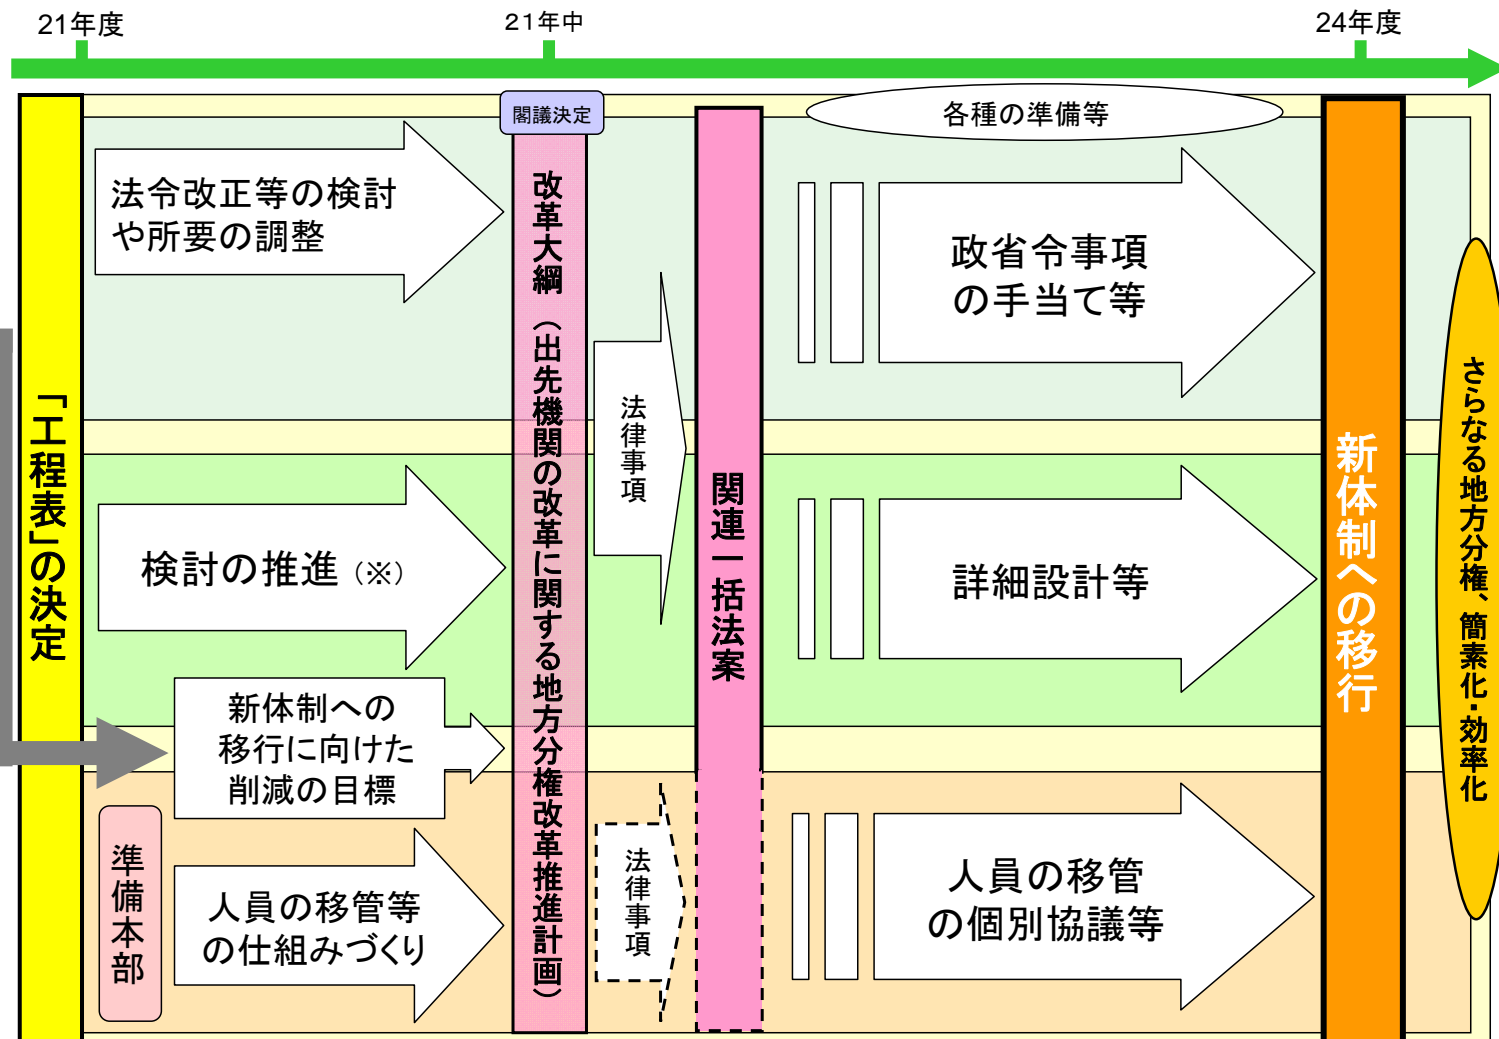 21年度
21年中
24年度
閣議決定
各種の準備等
「工程表」の決定
法令改正等の検討
や所要の調整
検討の推進（※）
新体制への
移行に向けた
削減の目標
準備本部
人員の移管等
の仕組みづくり
改革大綱（出先機関の改革に関する地方分権改革推進計画）
法律事項
法律事項
関連一括法案
政省令事項
の手当て等
詳細設計等
人員の移管
の個別協議等
新体制への移行
さらなる地方分権、簡素化・効率化